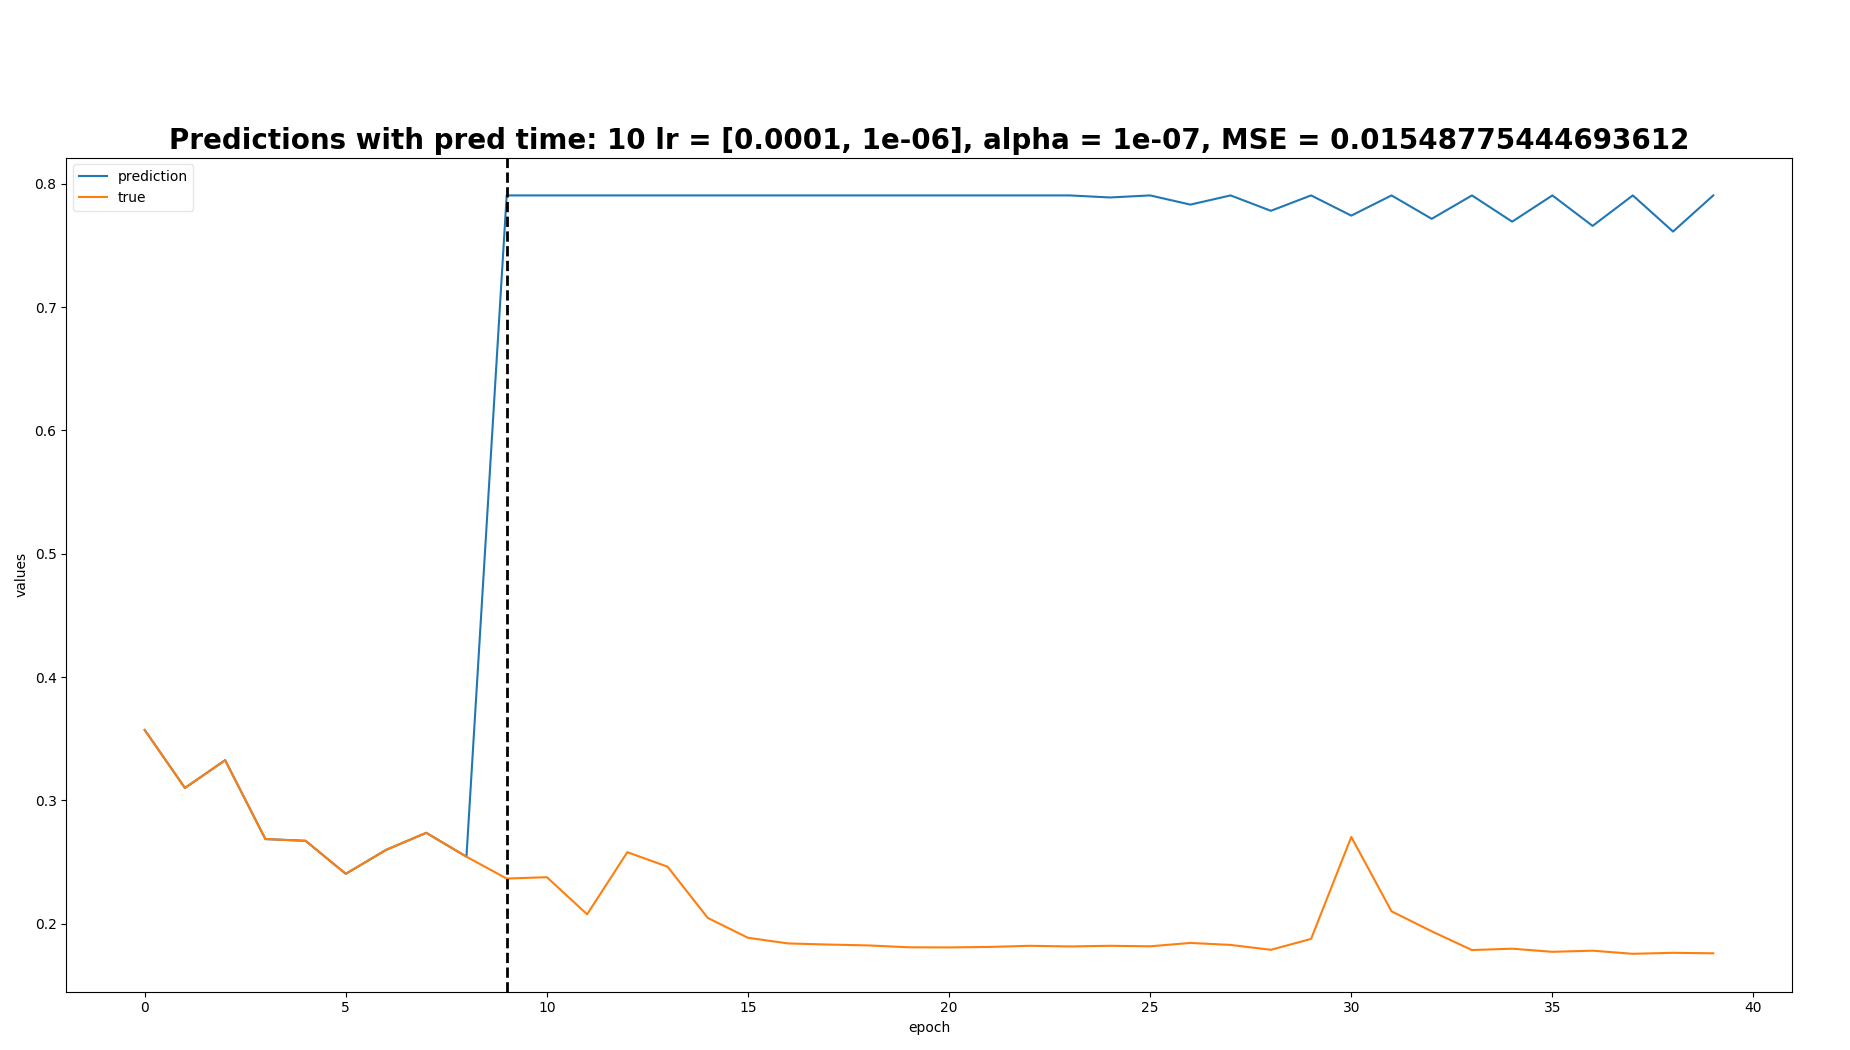 Predictions with pred time: 10 lr = [0.0001, 1e-06], alpha = 1e-07, MSE = 0.01548775444693612
prediction
true
0.8
0.7
0.6
0.5
0.4
0.3
0.2
values
0 5 10 15 20 25 30 35 40
epoch